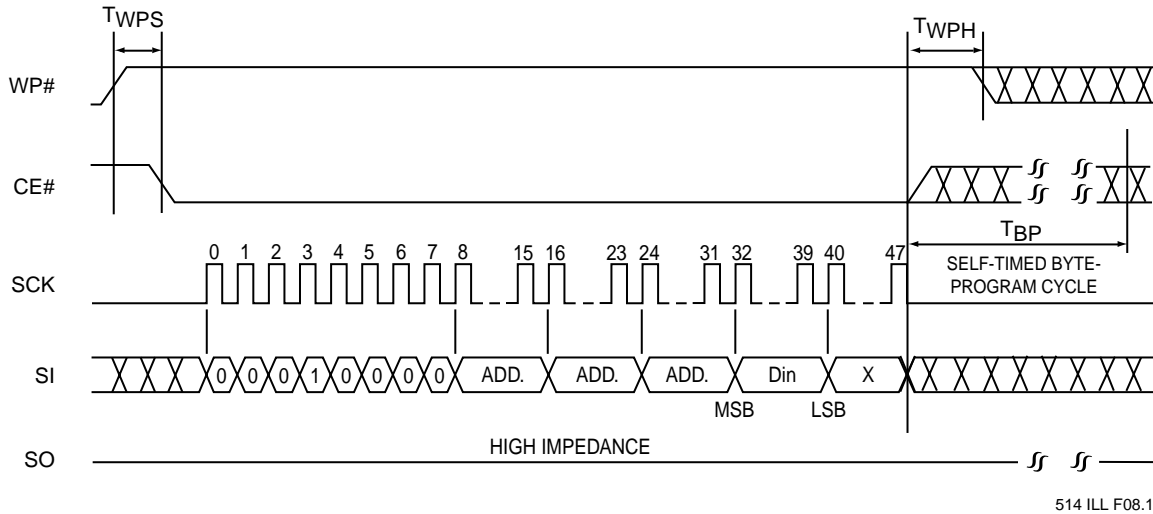 TWPS
TWPH
WP#
CE#
TBP
0 1 2 3 4 5 6 7 8 15 16 23 24 31 32 39 40 47
SELF-TIMED BYTE-
PROGRAM CYCLE
SCK
SI 0 0 0 1 0 0 0 0 ADD. ADD. ADD. Din X
MSB LSB
HIGH IMPEDANCE
SO
514 ILL F08.1